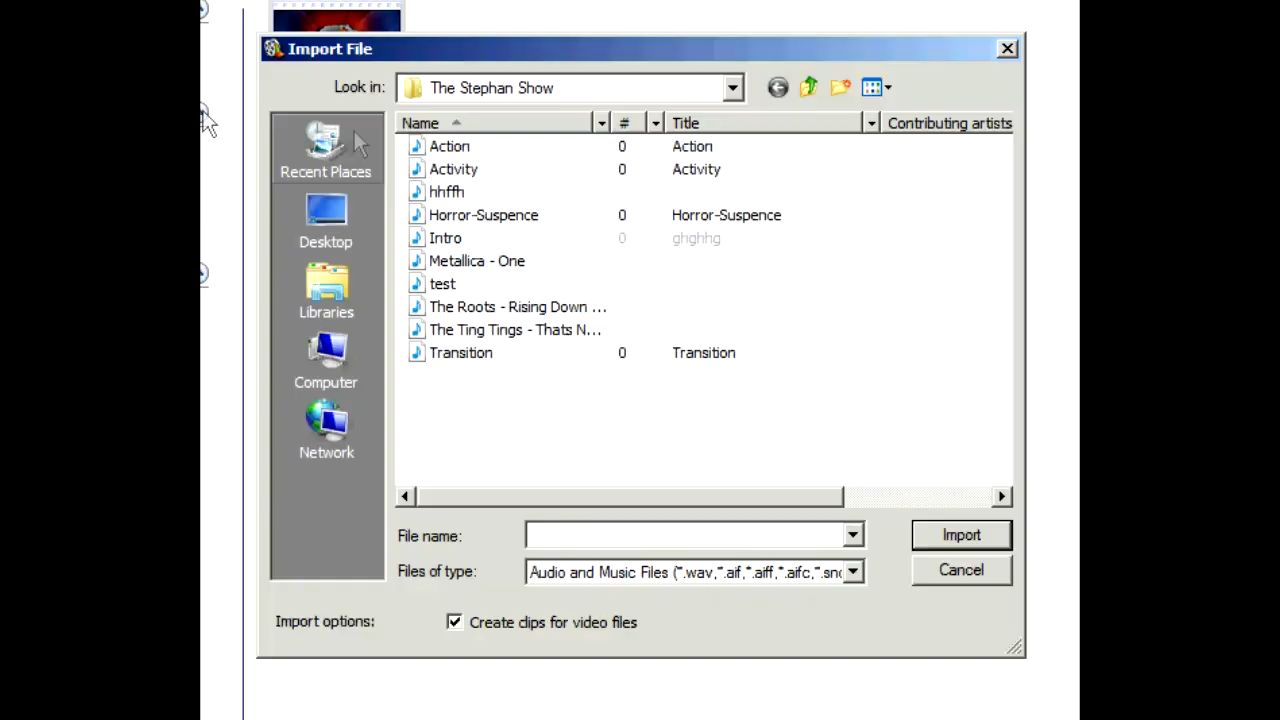 Import File
Look in: The Stephan Show
Name # Title Contributing artists
Action 0 Action
Activity 0 Activity
hhffh
Horror-Suspence 0 Horror-Suspence
Intro 0 ghghhg
Metallica - One
test
The Roots - Rising Down ...
The Ting Tings - Thats N...
Transition 0 Transition
Recent Places
Desktop
Libraries
Computer
Network
File name: Import
Files of type: Audio and Music Files (*.wav,*.aif,*.aiff,*.aifc,*.snd Cancel
Import options: Create clips for video files